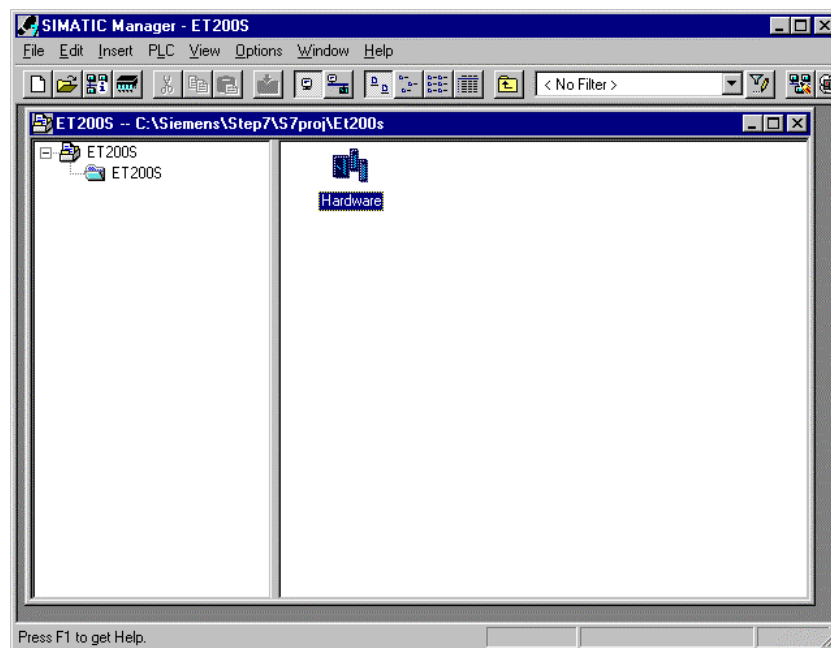 SIMATIC Manager - ET200S
File Edit Insert PLC View Options Window Help
< No Filter >
ET200S -- C:\Siemens\Step7\S7proj\Et200s
ET200S
ET200S
Hardware
Press F1 to get Help.